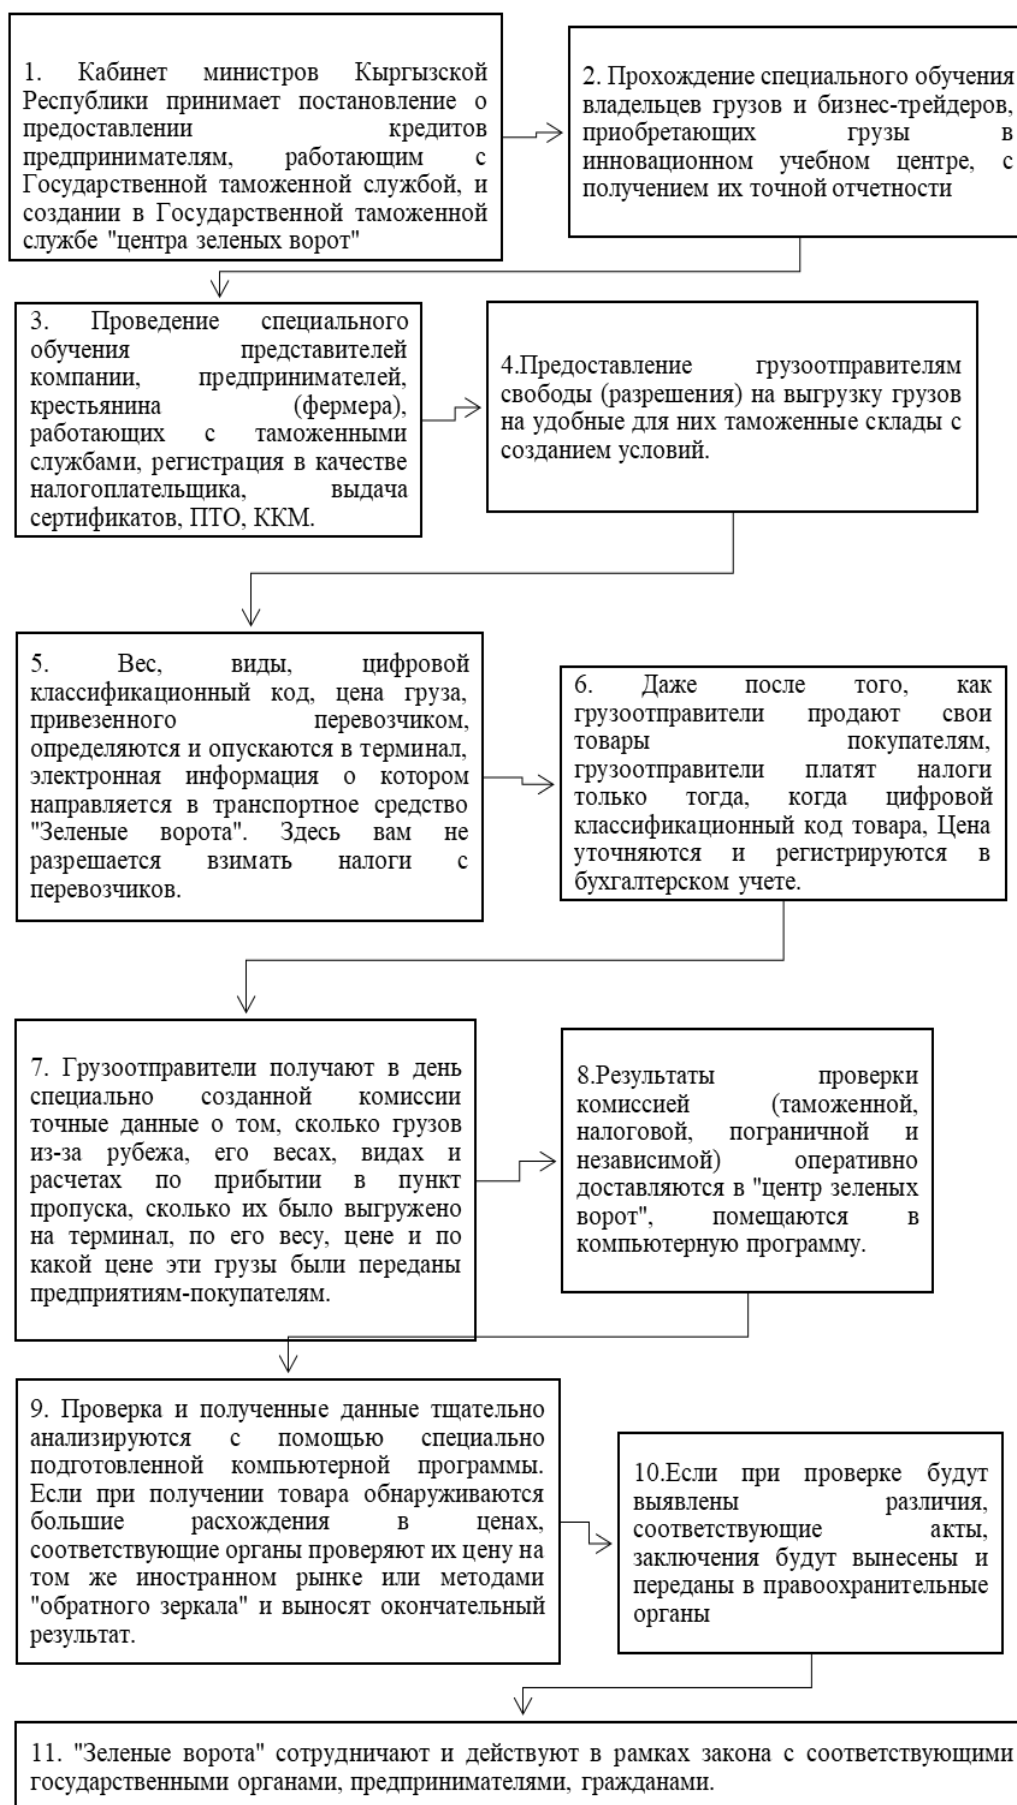 1. Кабинет министров Кыргызской
Республики принимает постановление о
предоставлении кредитов
предпринимателям, работающим с
Государственной таможенной службой, и
создании в Государственной таможенной
службе "центра зеленых ворот"
2. Прохождение специального обучения
владельцев грузов и бизнес-трейдеров,
приобретающих грузы в
инновационном учебном центре, с
получением их точной отчетности
3. Проведение специального
обучения представителей
компании, предпринимателей,
крестьянина (фермера),
работающих с таможенными
службами, регистрация в качестве
налогоплательщика, выдача
сертификатов, ПТО, ККМ.
4.Предоставление грузоотправителям
свободы (разрешения) на выгрузку грузов
на удобные для них таможенные склады с
созданием условий.
5. Вес, виды, цифровой
классификационный код, цена груза,
привезенного перевозчиком,
определяются и опускаются в терминал,
электронная информация о котором
направляется в транспортное средство
"Зеленые ворота". Здесь вам не
разрешается взимать налоги с
перевозчиков.
6. Даже после того, как
грузоотправители продают свои
товары покупателям,
грузоотправители платят налоги
только тогда, когда цифровой
классификационный код товара, Цена
уточняются и регистрируются в
бухгалтерском учете.
7. Грузоотправители получают в день
специально созданной комиссии
точные данные о том, сколько грузов
из-за рубежа, его весах, видах и
расчетах по прибытии в пункт
пропуска, сколько их было выгружено
на терминал, по его весу, цене и по
какой цене эти грузы были переданы
предприятиям-покупателям.
8.Результаты проверки
комиссией (таможенной,
налоговой, пограничной и
независимой) оперативно
доставляются в "центр зеленых
ворот", помещаются в
компьютерную программу.
9. Проверка и полученные данные тщательно
анализируются с помощью специально
подготовленной компьютерной программы.
Если при получении товара обнаруживаются
большие расхождения в ценах,
соответствующие органы проверяют их цену на
том же иностранном рынке или методами
"обратного зеркала" и выносят окончательный
результат.
10.Если при проверке будут
выявлены различия,
соответствующие акты,
заключения будут вынесены и
переданы в правоохранительные
органы
11. "Зеленые ворота" сотрудничают и действуют в рамках закона с соответствующими
государственными органами, предпринимателями, гражданами.